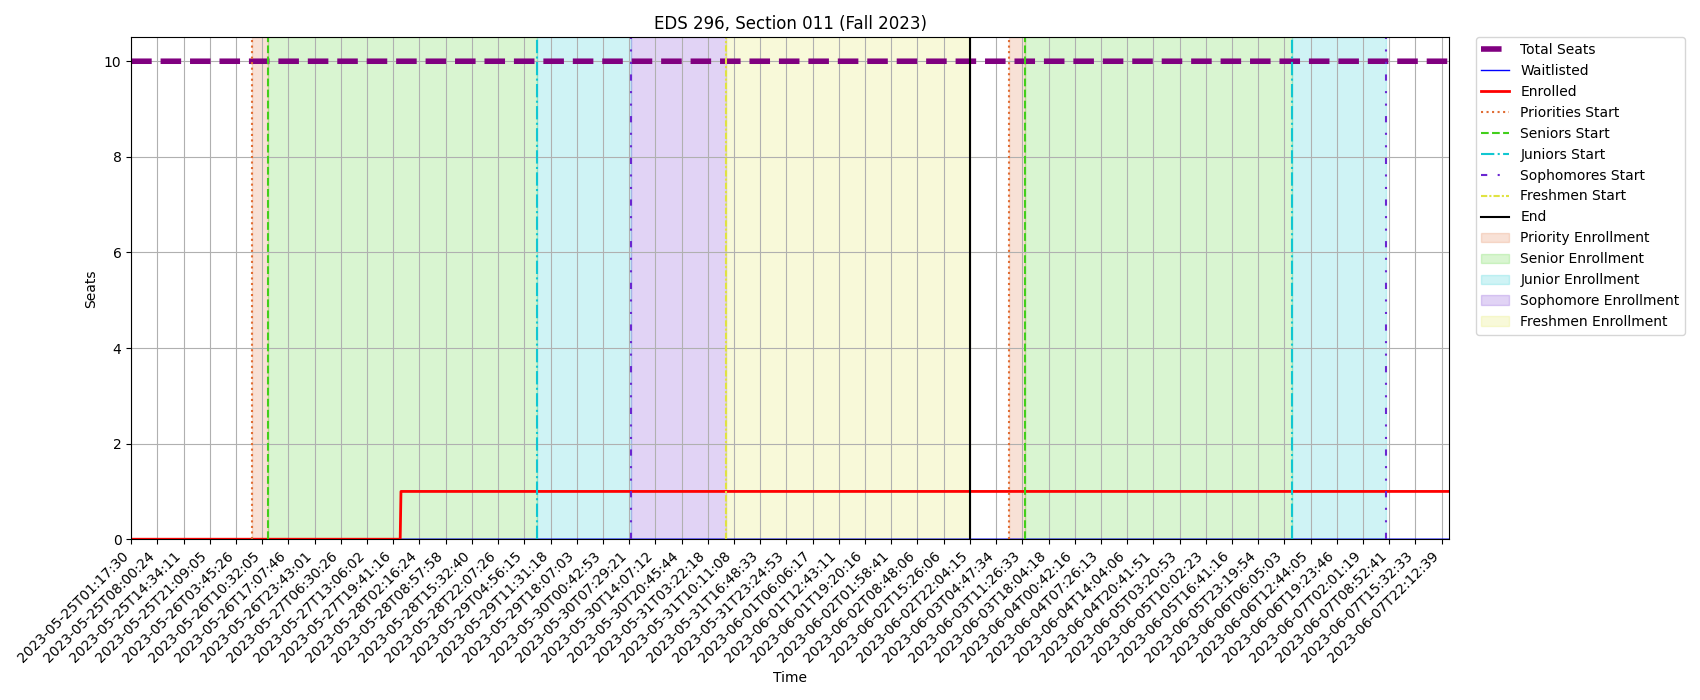 EDS 296, Section 011 (Fall 2023)
10
8
6
4
2
0
Seats
2023-05-25T01:17:30
2023-05-25T08:00:24
2023-05-25T14:34:11
2023-05-25T21:09:05
2023-05-26T03:45:26
2023-05-26T10:32:05
2023-05-26T17:07:46
2023-05-26T23:43:01
2023-05-27T06:30:26
2023-05-27T13:06:02
2023-05-27T19:41:16
2023-05-28T02:16:24
2023-05-28T08:57:58
2023-05-28T15:32:40
2023-05-28T22:07:26
2023-05-29T04:56:15
2023-05-29T11:31:18
2023-05-29T18:07:03
2023-05-30T00:42:53
2023-05-30T07:29:21
2023-05-30T14:07:12
2023-05-30T20:45:44
2023-05-31T03:22:18
2023-05-31T10:11:08
2023-05-31T16:48:33
2023-05-31T23:24:53
2023-06-01T06:06:17
2023-06-01T12:43:11
2023-06-01T19:20:16
2023-06-02T01:58:41
2023-06-02T08:48:06
2023-06-02T15:26:06
2023-06-02T22:04:15
2023-06-03T04:47:34
2023-06-03T11:26:33
2023-06-03T18:04:18
2023-06-04T00:42:16
2023-06-04T07:26:13
2023-06-04T14:04:06
2023-06-04T20:41:51
2023-06-05T03:20:53
2023-06-05T10:02:23
2023-06-05T16:41:16
2023-06-05T23:19:54
2023-06-06T06:05:03
2023-06-06T12:44:05
2023-06-06T19:23:46
2023-06-07T02:01:19
2023-06-07T08:52:41
2023-06-07T15:32:33
2023-06-07T22:12:39
Time
Total Seats
Waitlisted
Enrolled
Priorities Start
Seniors Start
Juniors Start
Sophomores Start
Freshmen Start
End
Priority Enrollment
Senior Enrollment
Junior Enrollment
Sophomore Enrollment
Freshmen Enrollment